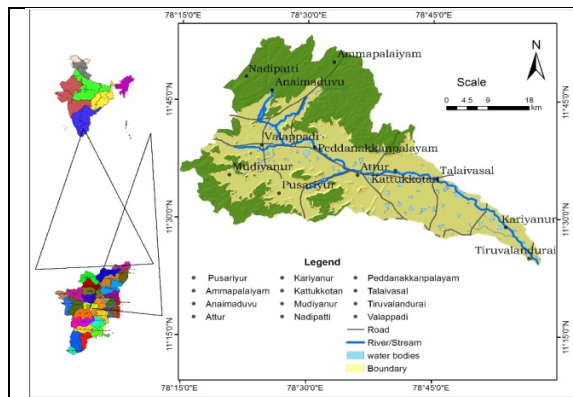 78°15'0"E 78°30'0"E 78°45'0"E
N
Ammapalaiyam
Nadipatti
Anaimaduvu
Scale
0 4.5 9 18
km
11°45'0"N 11°45'0"N
Valappadi
Peddanakkanpalayam
Mudiyanur
Attur
Talaivasal
Kattukkotan
Pusariyur
Kariyanur
11°30'0"N 11°30'0"N
Tiruvalandurai
Legend
Pusariyur Kariyanur Peddanakkanpalayam
Ammapalaiyam Kattukkotan Talaivasal
Anaimaduvu Mudiyanur Tiruvalandurai
Attur Nadipatti Valappadi
Road
River/Stream
water bodies
Boundary
11°15'0"N 11°15'0"N
78°15'0"E 78°30'0"E 78°45'0"E